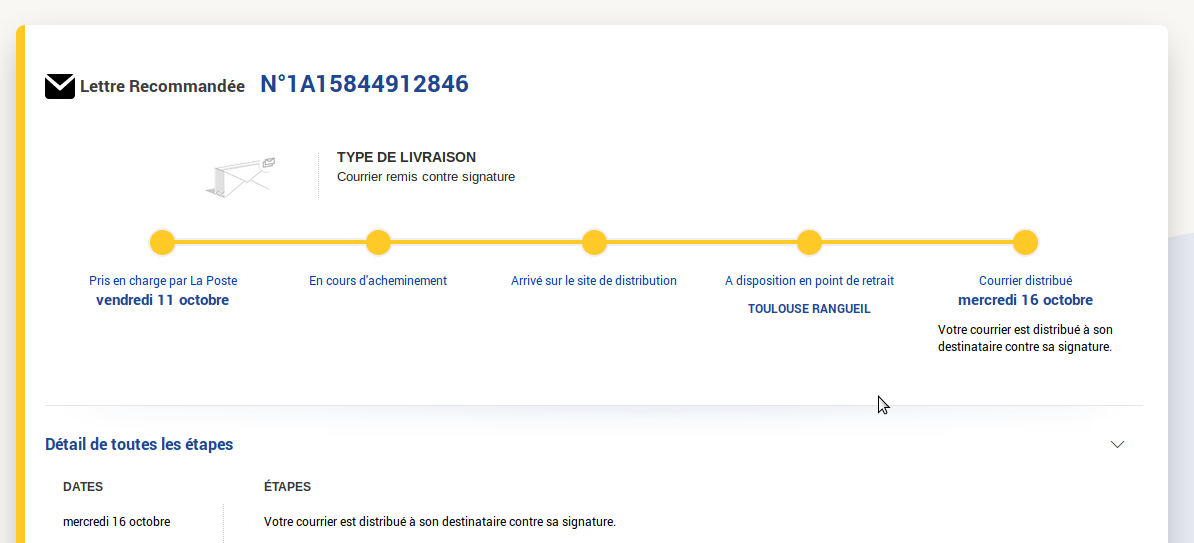 Lettre Recommandée N°1A15844912846
TYPE DE LIVRAISON
Courrier remis contre signature
Pris en charge par La Poste
vendredi 11 octobre
En cours d'acheminement
Arrivé sur le site de distribution
A disposition en point de retrait
TOULOUSE RANGUEIL
Courrier distribué
mercredi 16 octobre
Votre courrier est distribué à son
destinataire contre sa signature.
Détail de toutes les étapes
DATES ÉTAPES
mercredi 16 octobre Votre courrier est distribué à son destinataire contre sa signature.